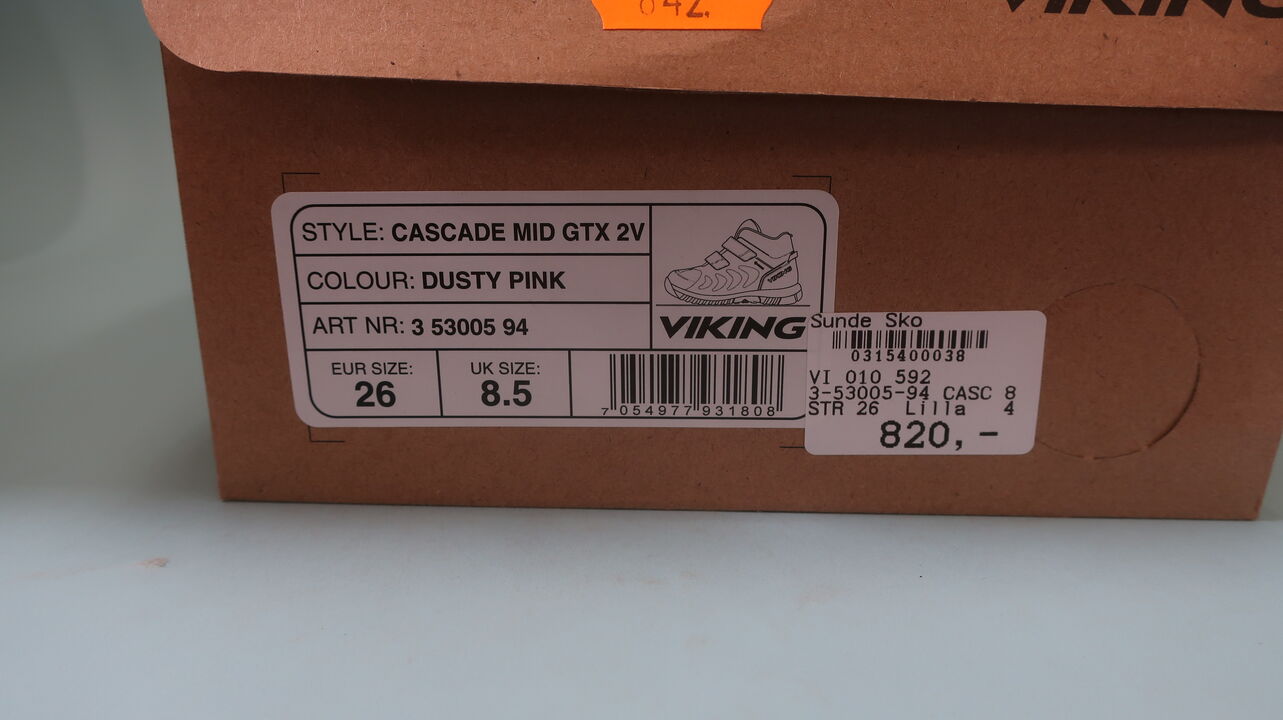 642.
VIKING
STYLE: CASCADE MID GTX 2V
COLOUR: DUSTY PINK
ART NR: 3 53005 94
VIKING
EUR SIZE:
26
UK SIZE:
8.5
7 054977 931808
Sunde Sko
0315400038
VI 010 592
3-53005-94 CASC 8
STR 26 Lilla 4
820,-